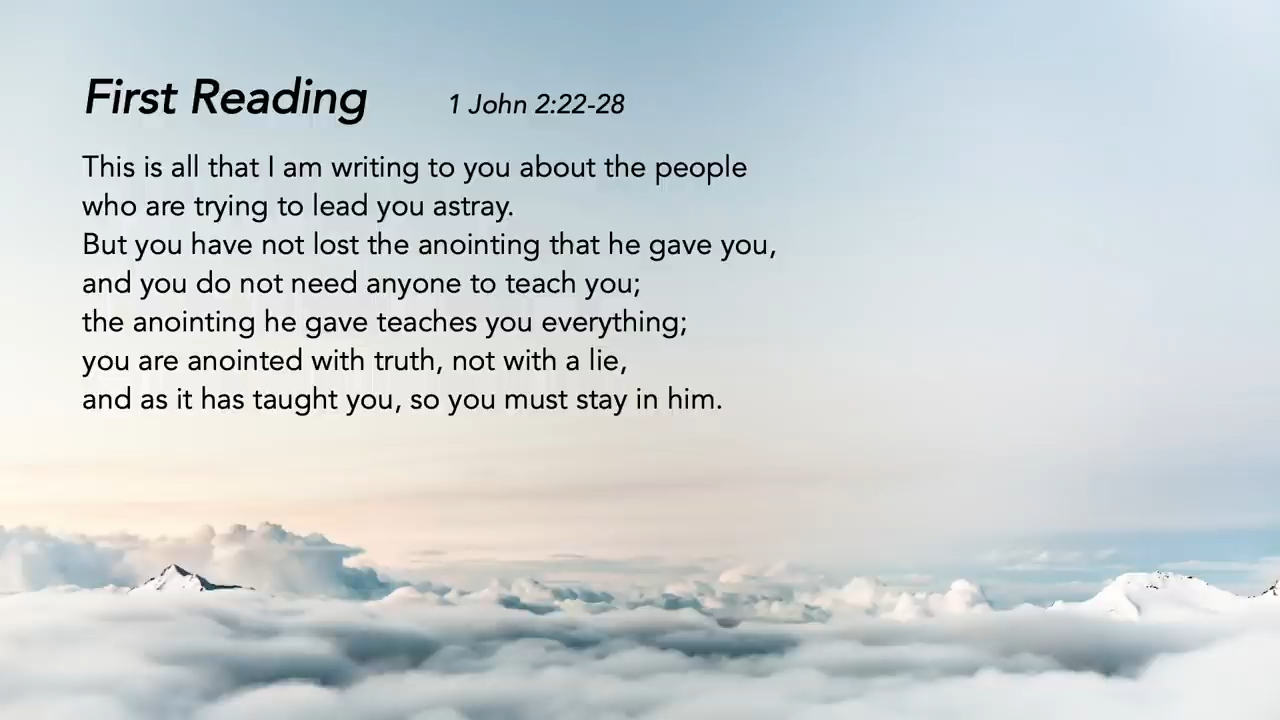 First Reading 1 John 2:22-28
This is all that I am writing to you about the people
who are trying to lead you astray.
But you have not lost the anointing that he gave you,
and you do not need anyone to teach you;
the anointing he gave teaches you everything;
you are anointed with truth, not with a lie,
and as it has taught you, so you must stay in him.